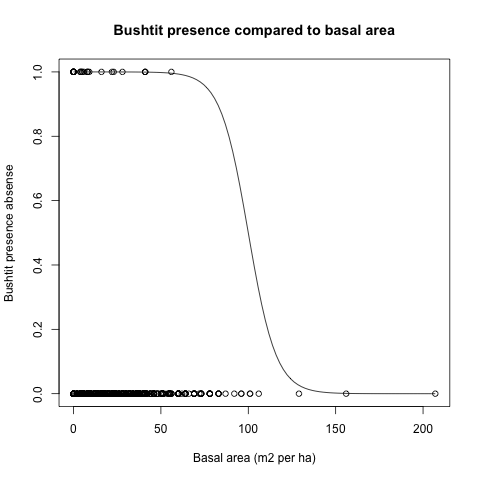 Bushtit presence compared to basal area
Bushtit presence absense
1.0
0.8
0.6
0.4
0.2
0.0
0 50 100 150 200
Basal area (m2 per ha)